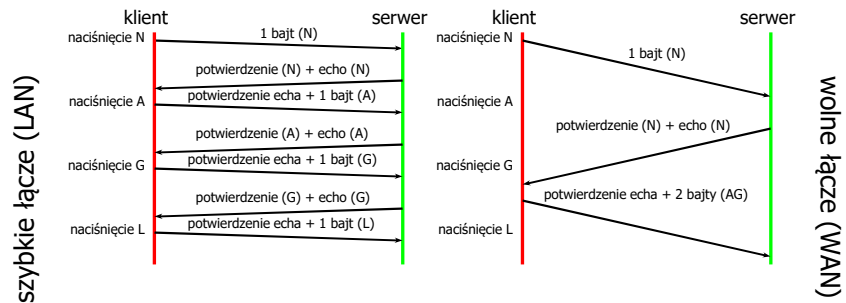 szybkie łącze (LAN)
klient
serwer
naciśnięcie N
1 bajt (N)
potwierdzenie (N) + echo (N)
naciśnięcie A
potwierdzenie echa + 1 bajt (A)
potwierdzenie (A) + echo (A)
naciśnięcie G
potwierdzenie echa + 1 bajt (G)
potwierdzenie (G) + echo (G)
naciśnięcie L
potwierdzenie echa + 1 bajt (L)
klient
serwer
naciśnięcie N
1 bajt (N)
naciśnięcie A
potwierdzenie (N) + echo (N)
naciśnięcie G
potwierdzenie echa + 2 bajty (AG)
naciśnięcie L
wolne łącze (WAN)